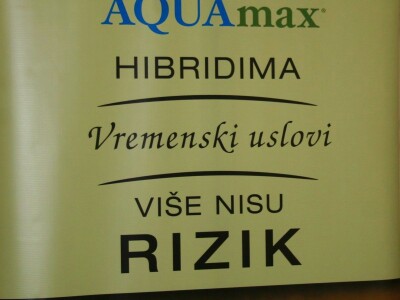 AQUAmax®
HIBRIDIMA
Vremenski uslovi
VIŠE NISU
RIZIK